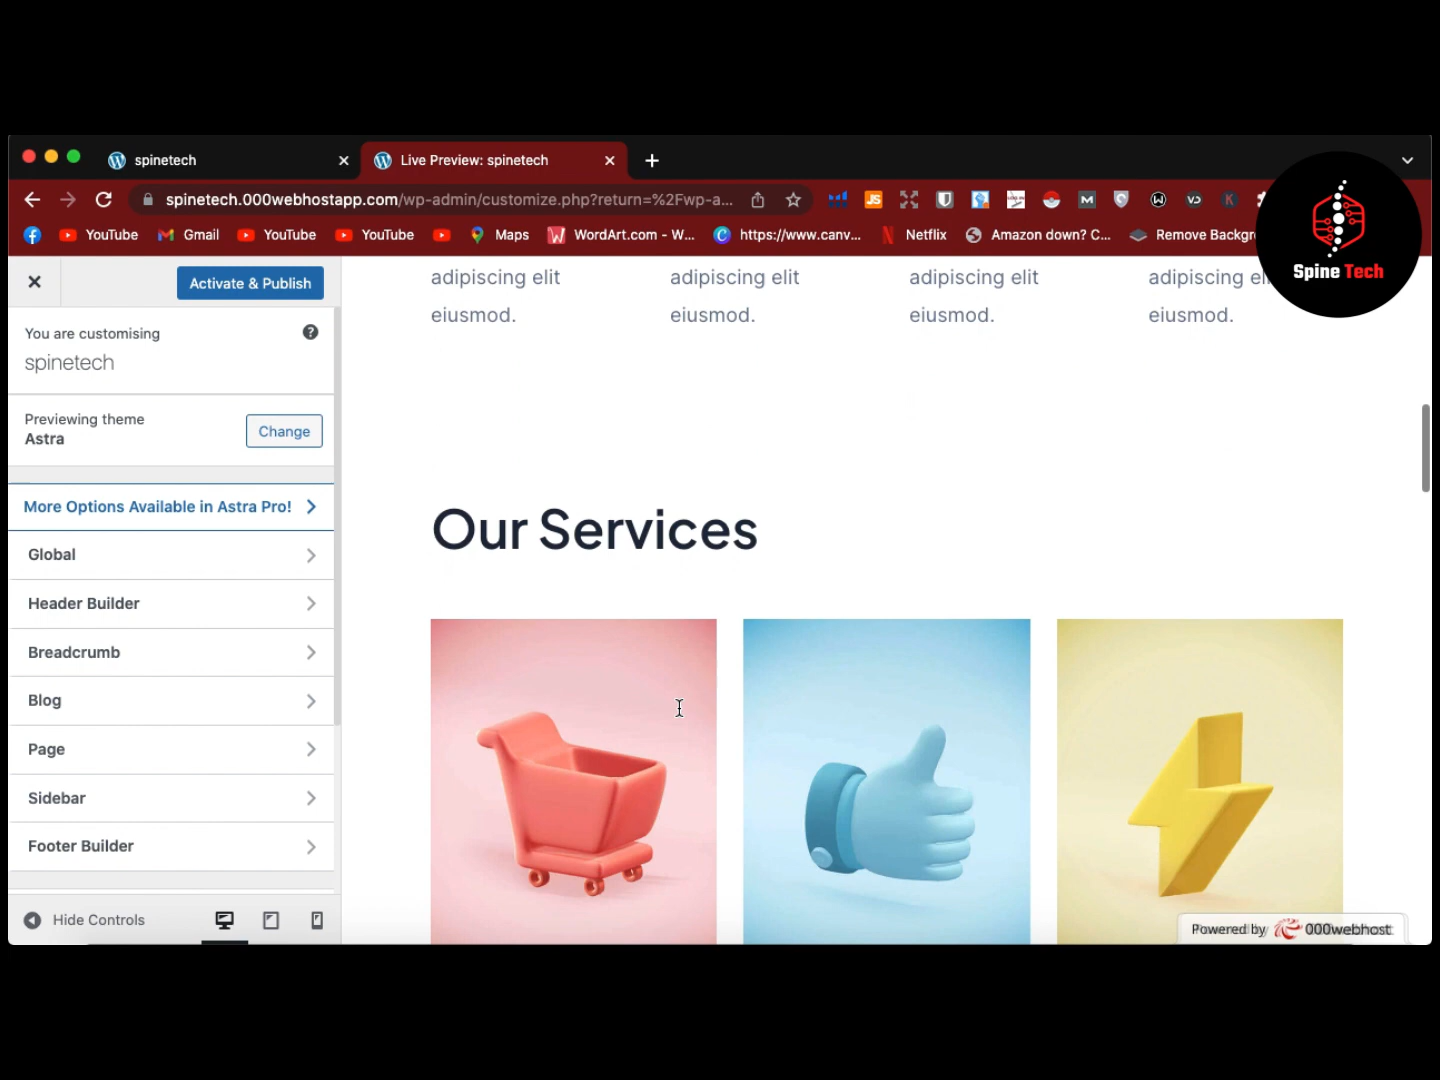 spinetech
Live Preview: spinetech
spinetech.000webhostapp.com/wp-admin/customize.php?return=%2Fwp-a...
YouTube
Gmail
YouTube
YouTube
Maps
WordArt.com - W...
https://www.canv...
Netflix
Amazon down? C...
Remove Backgr
Spine Tech
Activate & Publish
You are customising
spinetech
Previewing theme
Astra
Change
More Options Available in Astra Pro!
Global
Header Builder
Breadcrumb
Blog
Page
Sidebar
Footer Builder
Hide Controls
adipiscing elit
eiusmod.
adipiscing elit
eiusmod.
adipiscing elit
eiusmod.
adipiscing el
eiusmod.
Our Services
Powered by 000webhost